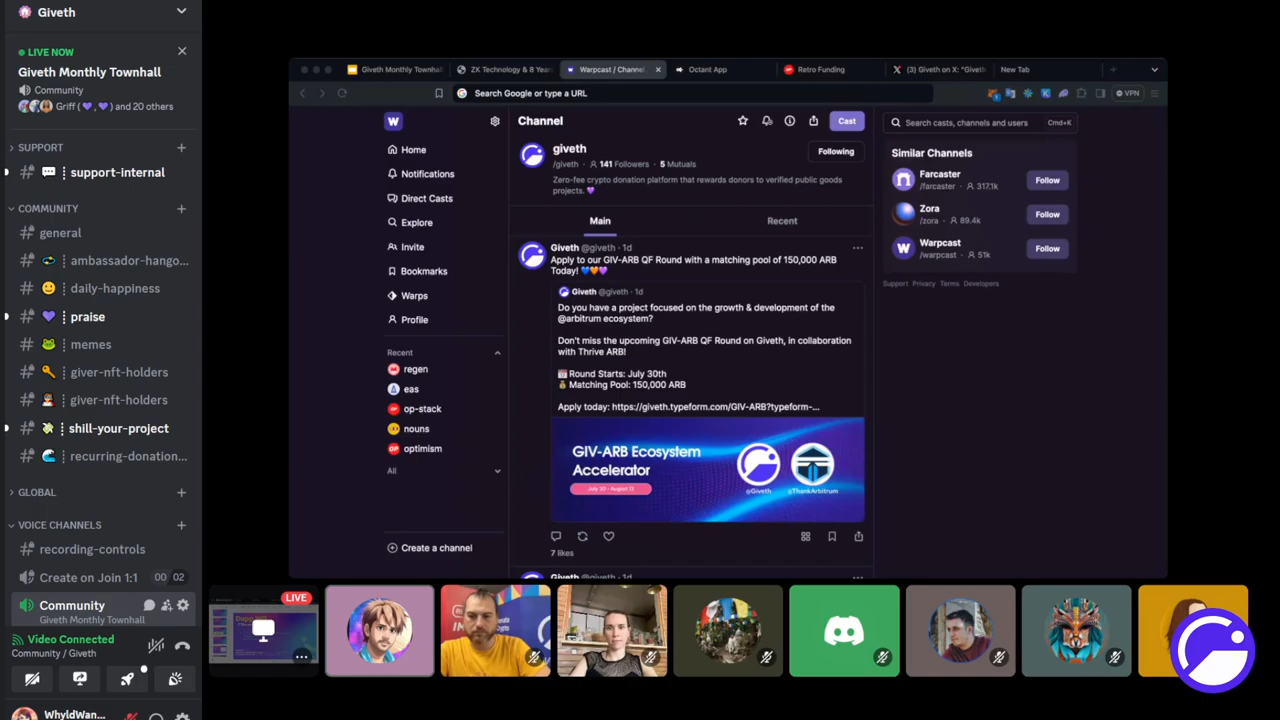 Giveth
LIVE NOW
Giveth Monthly Townhall
Community
Griff (💜,💜) and 20 others
SUPPORT
support-internal
COMMUNITY
general
ambassador-hango...
daily-happiness
praise
memes
giver-nft-holders
giver-nft-holders
shill-your-project
recurring-donation...
GLOBAL
VOICE CHANNELS
recording-controls
Create on Join 1:1 00 02
Community
Giveth Monthly Townhall
Video Connected
Community / Giveth
WhyldWan...
Giveth Monthly Townhall
ZK Technology & 8 Years
Warpcast / Channel
Octant App
Retro Funding
(3) Giveth on X: "Giveth
New Tab
Search Google or type a URL
VPN
W
Home
Notifications
Direct Casts
Explore
Invite
Bookmarks
Warps
Profile
Recent
regen
eas
op-stack
nouns
optimism
All
Create a channel
Channel
Cast
giveth
/giveth · 141 Followers · 5 Mutuals
Following
Zero-fee crypto donation platform that rewards donors to verified public goods
projects. 💜
Main
Recent
Giveth @giveth · 1d
Apply to our GIV-ARB QF Round with a matching pool of 150,000 ARB
Today! 💙🧡💜
Giveth @giveth · 1d
Do you have a project focused on the growth & development of the
@arbitrum ecosystem?
Don't miss the upcoming GIV-ARB QF Round on Giveth, in collaboration
with Thrive ARB!
📅 Round Starts: July 30th
💰 Matching Pool: 150,000 ARB
Apply today: https://giveth.typeform.com/GIV-ARB?typeform-...
GIV-ARB Ecosystem
Accelerator
July 30 - August 13
@Giveth
@ThankArbitrum
7 likes
Giveth @giveth · 1d
Search casts, channels and users
Cmd+K
Similar Channels
Farcaster
/farcaster · 317.1k
Follow
Zora
/zora · 89.4k
Follow
Warpcast
/warpcast · 51k
Follow
Support Privacy Terms Developers
LIVE